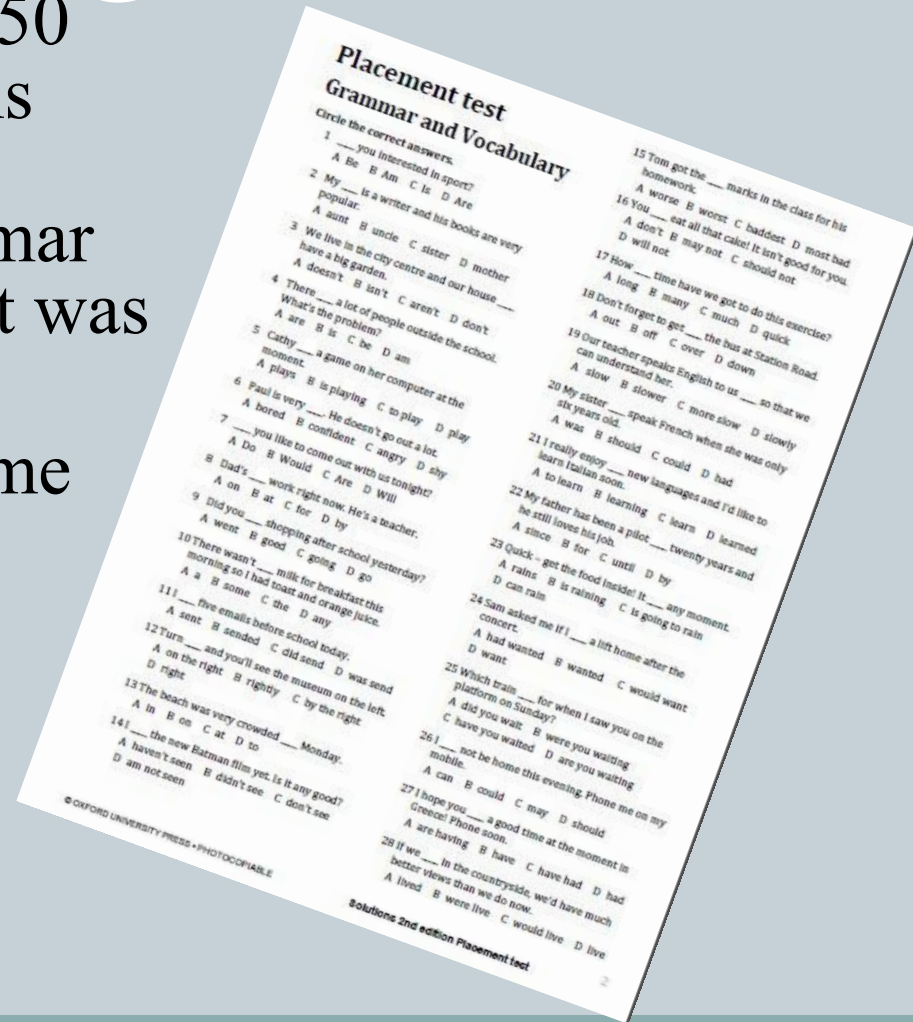 50
is
mar
t was
me
Placement test
Grammar and Vocabulary
Circle the correct answers.
1 ___ you interested in sport?
A Be B Am C Is D Are
2 My ___ is a writer and his books are very
popular.
A aunt B uncle C sister D mother
3 We live in the city centre and our house ___
have a big garden.
A doesn't B isn't C aren't D don't
4 There ___ a lot of people outside the school.
What's the problem?
A are B is C be D am
5 Cathy ___ a game on her computer at the
moment.
A plays B is playing C to play D play
6 Paul is very ___. He doesn't go out a lot.
A bored B confident C angry D shy
7 ___ you like to come out with us tonight?
A Do B Would C Are D Will
8 Dad's ___ work right now. He's a teacher.
A on B at C for D by
9 Did you ___ shopping after school yesterday?
A went B good C going D go
10 There wasn't ___ milk for breakfast this
morning so I had toast and orange juice.
A a B some C the D any
11 I ___ five emails before school today.
A sent B sended C did send D was send
12 Turn ___ and you'll see the museum on the left.
A on the right B rightly C by the right
D right
13 The beach was very crowded ___ Monday.
A in B on C at D to
14 I ___ the new Batman film yet. Is it any good?
A haven't seen B didn't see C don't see
D am not seen
© OXFORD UNIVERSITY PRESS • PHOTOCOPIABLE
15 Tom got the ___ marks in the class for his
homework.
A worse B worst C baddest D most bad
16 You ___ eat all that cake! It isn't good for you.
A don't B may not C should not
D will not
17 How ___ time have we got to do this exercise?
A long B many C much D quick
18 Don't forget to get ___ the bus at Station Road.
A out B off C over D down
19 Our teacher speaks English to us ___ so that we
can understand her.
A slow B slower C more slow D slowly
20 My sister ___ speak French when she was only
six years old.
A was B should C could D had
21 I really enjoy ___ new languages and I'd like to
learn Italian soon.
A to learn B learning C learn D learned
22 My father has been a pilot ___ twenty years and
he still loves his job.
A since B for C until D by
23 Quick – get the food inside! It ___ any moment.
A rains B is raining C is going to rain
D can rain
24 Sam asked me if I ___ a lift home after the
concert.
A had wanted B wanted C would want
D want
25 Which train ___ for when I saw you on the
platform on Sunday?
A did you wait B were you waiting
C have you waited D are you waiting
26 I ___ not be home this evening. Phone me on my
mobile.
A can B could C may D should
27 I hope you ___ a good time at the moment in
Greece! Phone soon.
A are having B have C have had D had
28 If we ___ in the countryside, we'd have much
better views than we do now.
A lived B were live C would live D live
Solutions 2nd edition Placement test
2